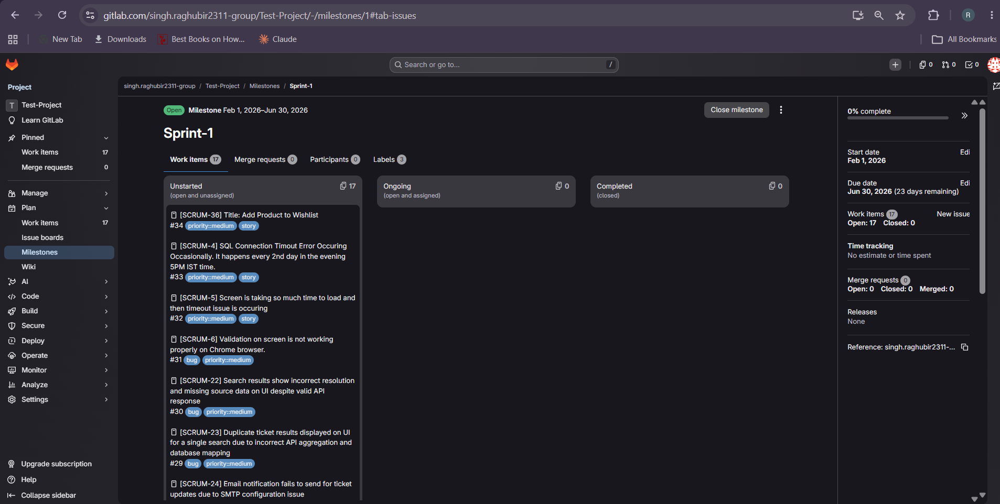 gitlab.com/singh.raghubir2311-group/Test-Project/-/milestones/1#tab-issues
R
New Tab
Downloads
Best Books on How...
Claude
All Bookmarks
Search or go to...
/
0
0
0
Project
T
Test-Project
Learn GitLab
Pinned
Work items 17
Merge requests 0
Manage
Plan
Work items 17
Issue boards
Milestones
Wiki
AI
Code
Build
Secure
Deploy
Operate
Monitor
Analyze
Settings
Upgrade subscription
Help
Collapse sidebar
singh.raghubir2311-group / Test-Project / Milestones / Sprint-1
Open Milestone Feb 1, 2026–Jun 30, 2026
Close milestone
Sprint-1
Work items 17
Merge requests 0
Participants 0
Labels 3
Unstarted 17
(open and unassigned)
[SCRUM-36] Title: Add Product to Wishlist
#34 priority::medium story
[SCRUM-4] SQL Connection Timout Error Occuring
Occasionally. It happens every 2nd day in the evening
5PM IST time.
#33 priority::medium story
[SCRUM-5] Screen is taking so much time to load and
then timeout issue is occuring
#32 priority::medium story
[SCRUM-6] Validation on screen is not working
properly on Chrome browser.
#31 bug priority::medium
[SCRUM-22] Search results show incorrect resolution
and missing source data on UI despite valid API
response
#30 bug priority::medium
[SCRUM-23] Duplicate ticket results displayed on UI
for a single search due to incorrect API aggregation and
database mapping
#29 bug priority::medium
[SCRUM-24] Email notification fails to send for ticket
updates due to SMTP configuration issue
Ongoing 0
(open and assigned)
Completed 0
(closed)
0% complete
Start date Edi
Feb 1, 2026
Due date Edi
Jun 30, 2026 (23 days remaining)
Work items 17 New issue
Open: 17 Closed: 0
Time tracking
No estimate or time spent
Merge requests 0
Open: 0 Closed: 0 Merged: 0
Releases
None
Reference: singh.raghubir2311-...